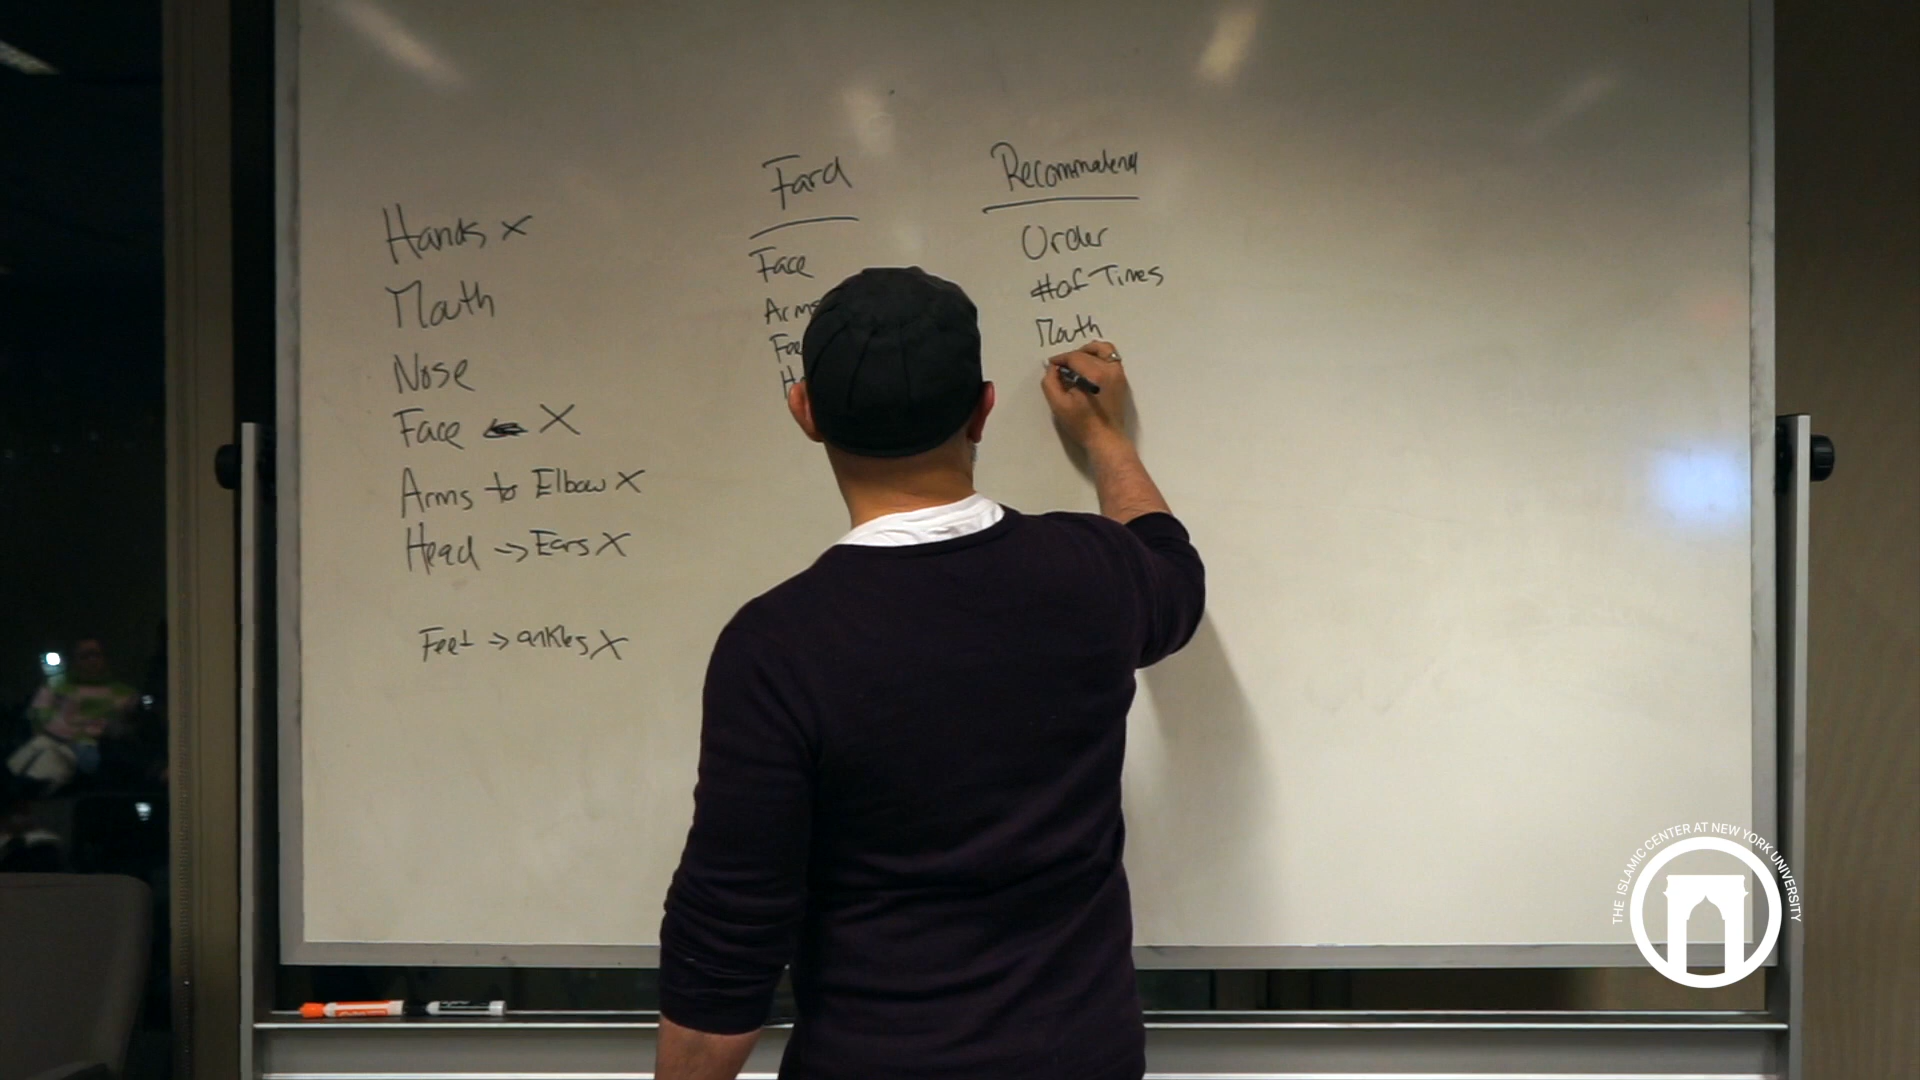 Hands x
Mouth
Nose
Face X
Arms to Elbow X
Head → Ears X
Feet → ankles X
Fard
Face
Arms
Recommended
Order
# of Times
Mouth
THE ISLAMIC CENTER AT NEW YORK UNIVERSITY